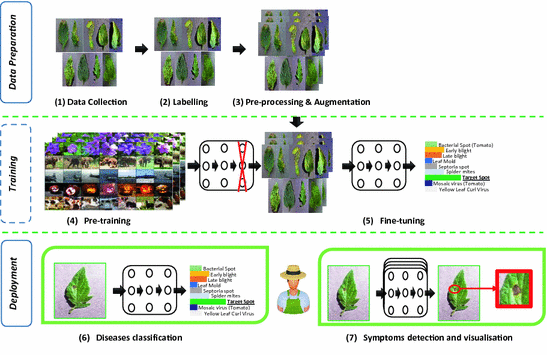 Data Preparation
(1) Data Collection
(2) Labelling
(3) Pre-processing & Augmentation
Training
(4) Pre-training
Bacterial Spot (Tomato)
Early blight
Late blight
Leaf Mold
Septoria spot
Spider mites
Target Spot
Mosaic virus (Tomato)
Yellow Leaf Curl Virus
(5) Fine-tuning
Deployment
Bacterial Spot
Early blight
Late blight
Leaf Mold
Septoria spot
Spider mites
Target Spot
Mosaic virus (Tomato)
Yellow Leaf Curl Virus
(6) Diseases classification
(7) Symptoms detection and visualisation